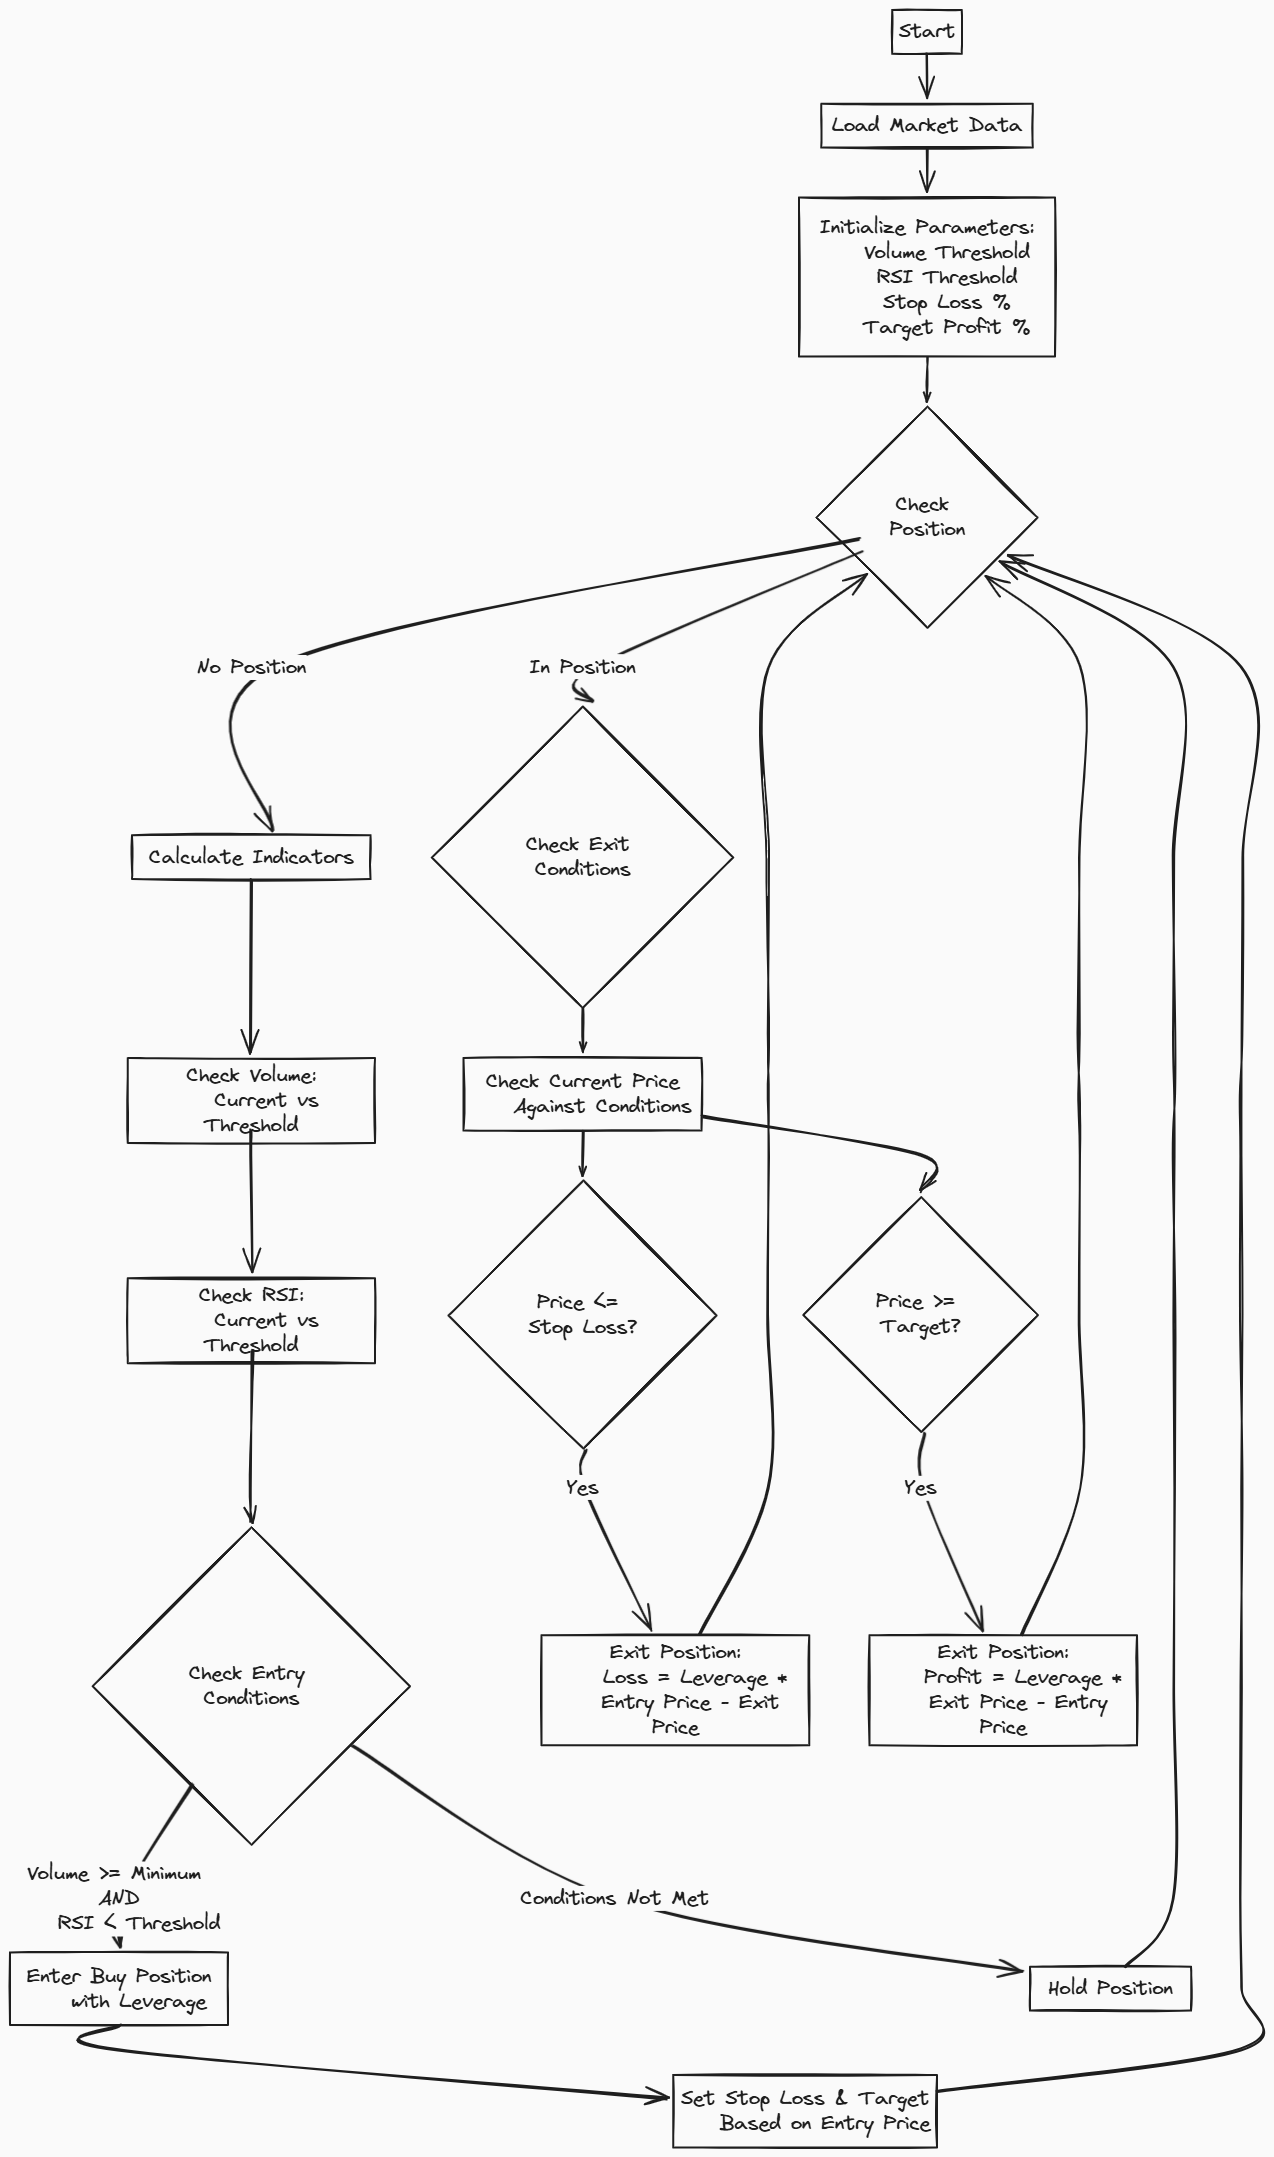 Start
Load Market Data
Initialize Parameters:
Volume Threshold
RSI Threshold
Stop Loss %
Target Profit %
Check
Position
No Position
In Position
Calculate Indicators
Check Exit
Conditions
Check Volume:
Current vs
Threshold
Check Current Price
Against Conditions
Check RSI:
Current vs
Threshold
Price <=
Stop Loss?
Price >=
Target?
Yes
Yes
Check Entry
Conditions
Exit Position:
Loss = Leverage *
Entry Price - Exit
Price
Exit Position:
Profit = Leverage *
Exit Price - Entry
Price
Volume >= Minimum
AND
RSI < Threshold
Conditions Not Met
Enter Buy Position
with Leverage
Hold Position
Set Stop Loss & Target
Based on Entry Price